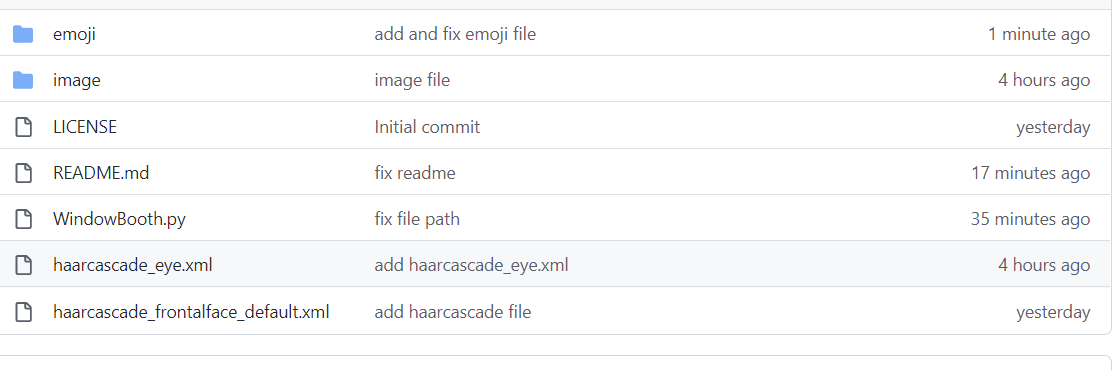 emoji add and fix emoji file 1 minute ago
image image file 4 hours ago
LICENSE Initial commit yesterday
README.md fix readme 17 minutes ago
WindowBooth.py fix file path 35 minutes ago
haarcascade_eye.xml add haarcascade_eye.xml 4 hours ago
haarcascade_frontalface_default.xml add haarcascade file yesterday